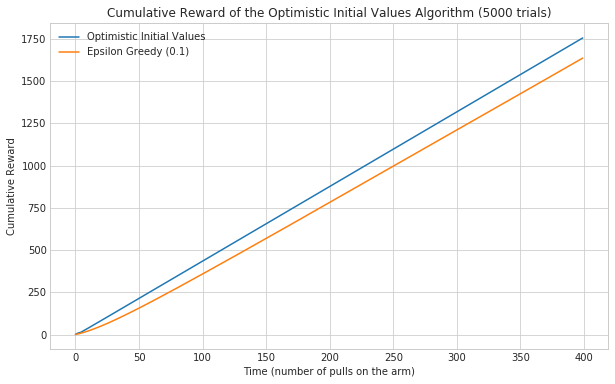 Cumulative Reward of the Optimistic Initial Values Algorithm (5000 trials)
Optimistic Initial Values
Epsilon Greedy (0.1)
1750
1500
1250
1000
750
500
250
0
Cumulative Reward
0 50 100 150 200 250 300 350 400
Time (number of pulls on the arm)